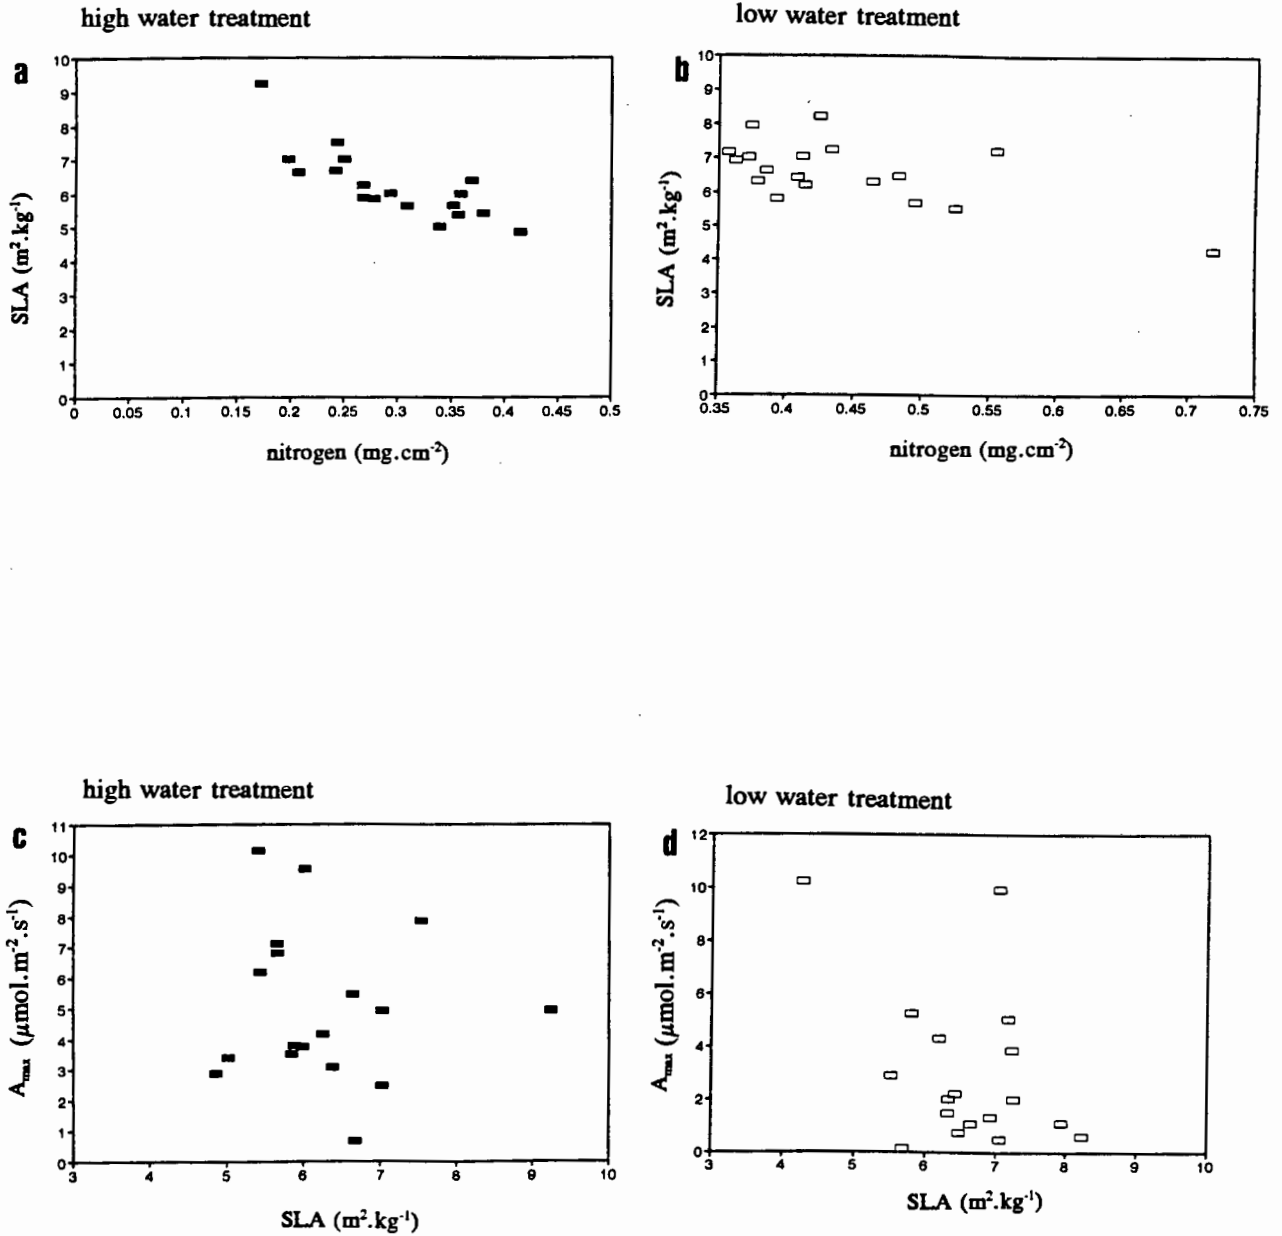 high water treatment
a
10
9
8
7
6
5
4
3
2
1
0
SLA (m².kg⁻¹)
0 0.05 0.1 0.15 0.2 0.25 0.3 0.35 0.4 0.45 0.5
nitrogen (mg.cm⁻²)
low water treatment
b
10
9
8
7
6
5
4
3
2
1
0
SLA (m².kg⁻¹)
0.35 0.4 0.45 0.5 0.55 0.6 0.65 0.7 0.75
nitrogen (mg.cm⁻²)
high water treatment
c
11
10
9
8
7
6
5
4
3
2
1
0
Amax (μmol.m⁻².s⁻¹)
3 4 5 6 7 8 9 10
SLA (m².kg⁻¹)
low water treatment
d
12
10
8
6
4
2
0
Amax (μmol.m⁻².s⁻¹)
3 4 5 6 7 8 9 10
SLA (m².kg⁻¹)